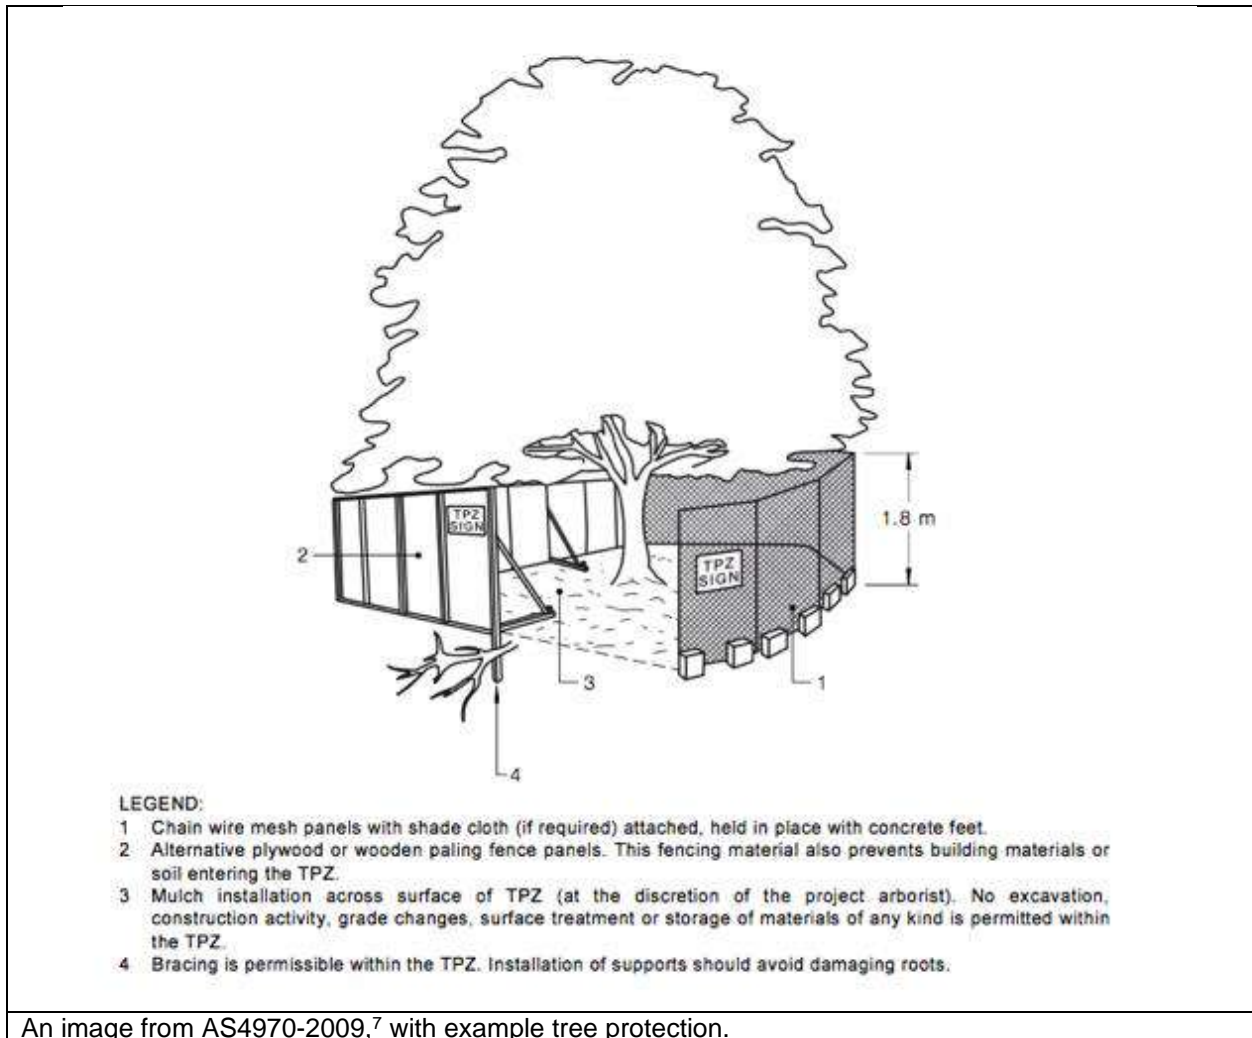 TPZ
SIGN
2
TPZ
SIGN
1.8 m
3
1
4
LEGEND:
1 Chain wire mesh panels with shade cloth (if required) attached, held in place with concrete feet.
2 Alternative plywood or wooden paling fence panels. This fencing material also prevents building materials or
soil entering the TPZ.
3 Mulch installation across surface of TPZ (at the discretion of the project arborist). No excavation,
construction activity, grade changes, surface treatment or storage of materials of any kind is permitted within
the TPZ.
4 Bracing is permissible within the TPZ. Installation of supports should avoid damaging roots.
An image from AS4970-2009,⁷ with example tree protection.